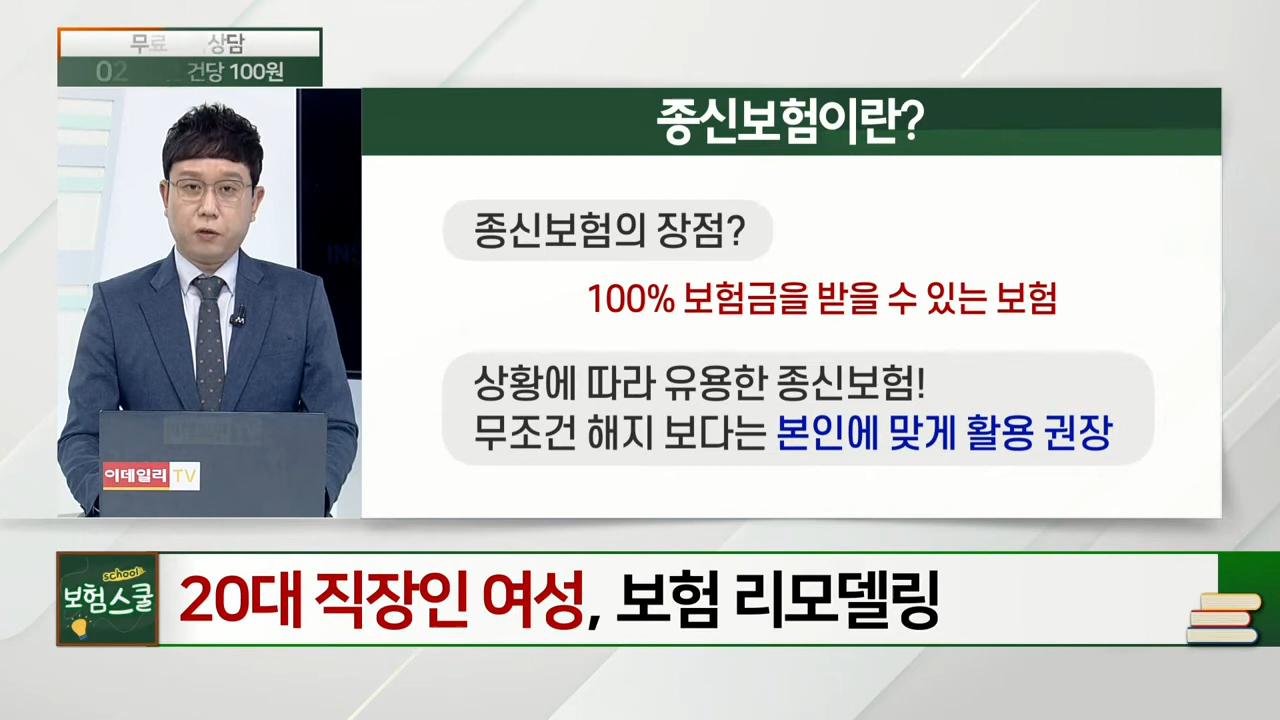 무료 상담
02 건당 100원
종신보험이란?
종신보험의 장점?
100% 보험금을 받을 수 있는 보험
상황에 따라 유용한 종신보험!
무조건 해지 보다는 본인에 맞게 활용 권장
이데일리 TV
school
보험스쿨
20대 직장인 여성, 보험 리모델링